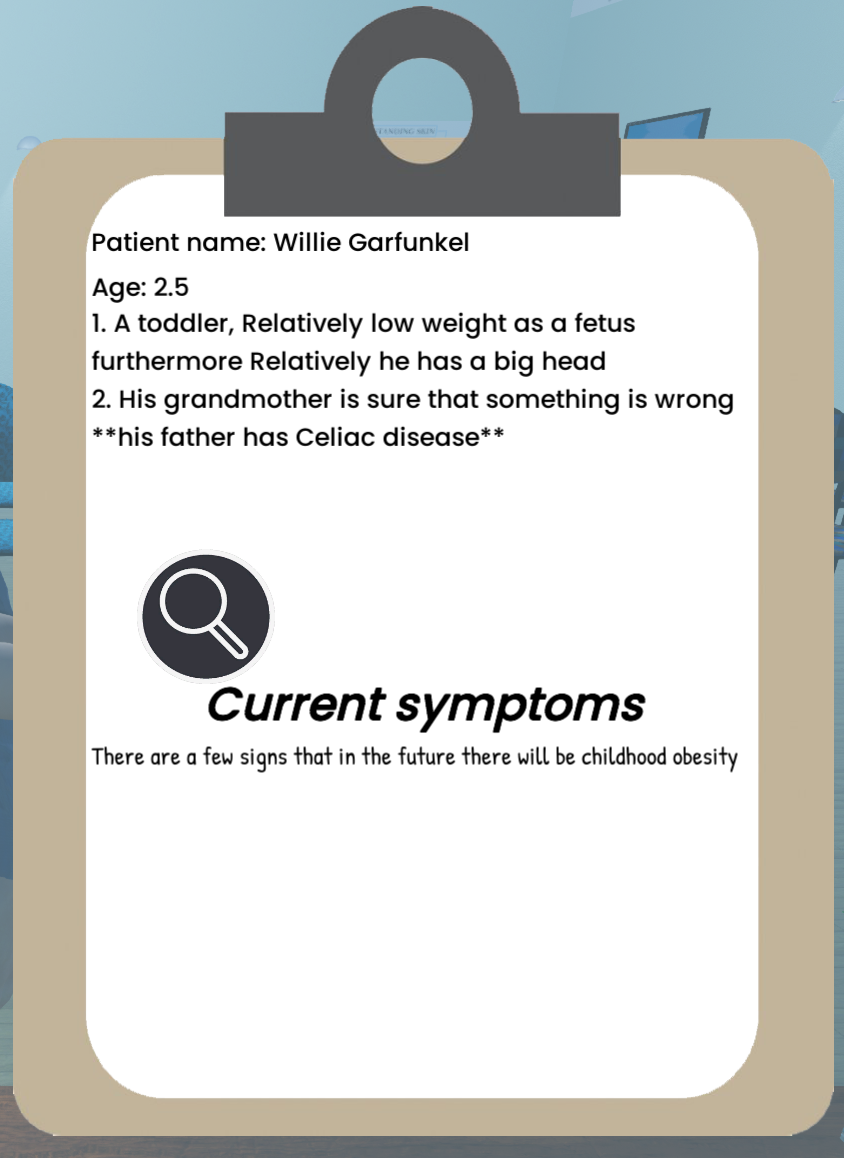 Patient name: Willie Garfunkel
Age: 2.5
1. A toddler, Relatively low weight as a fetus
furthermore Relatively he has a big head
2. His grandmother is sure that something is wrong
**his father has Celiac disease**
Current symptoms
There are a few signs that in the future there will be childhood obesity